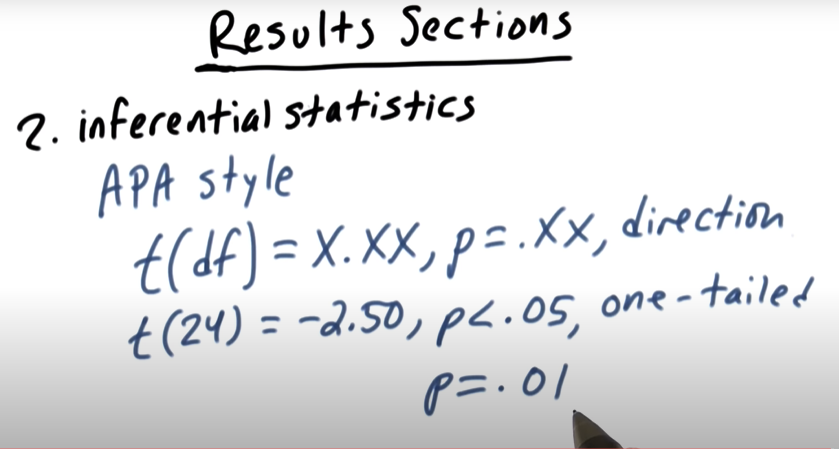 Results Sections
2. inferential statistics
APA style
t(df) = X.XX, p=.XX, direction
t(24) = -2.50, p<.05, one-tailed
p=.01